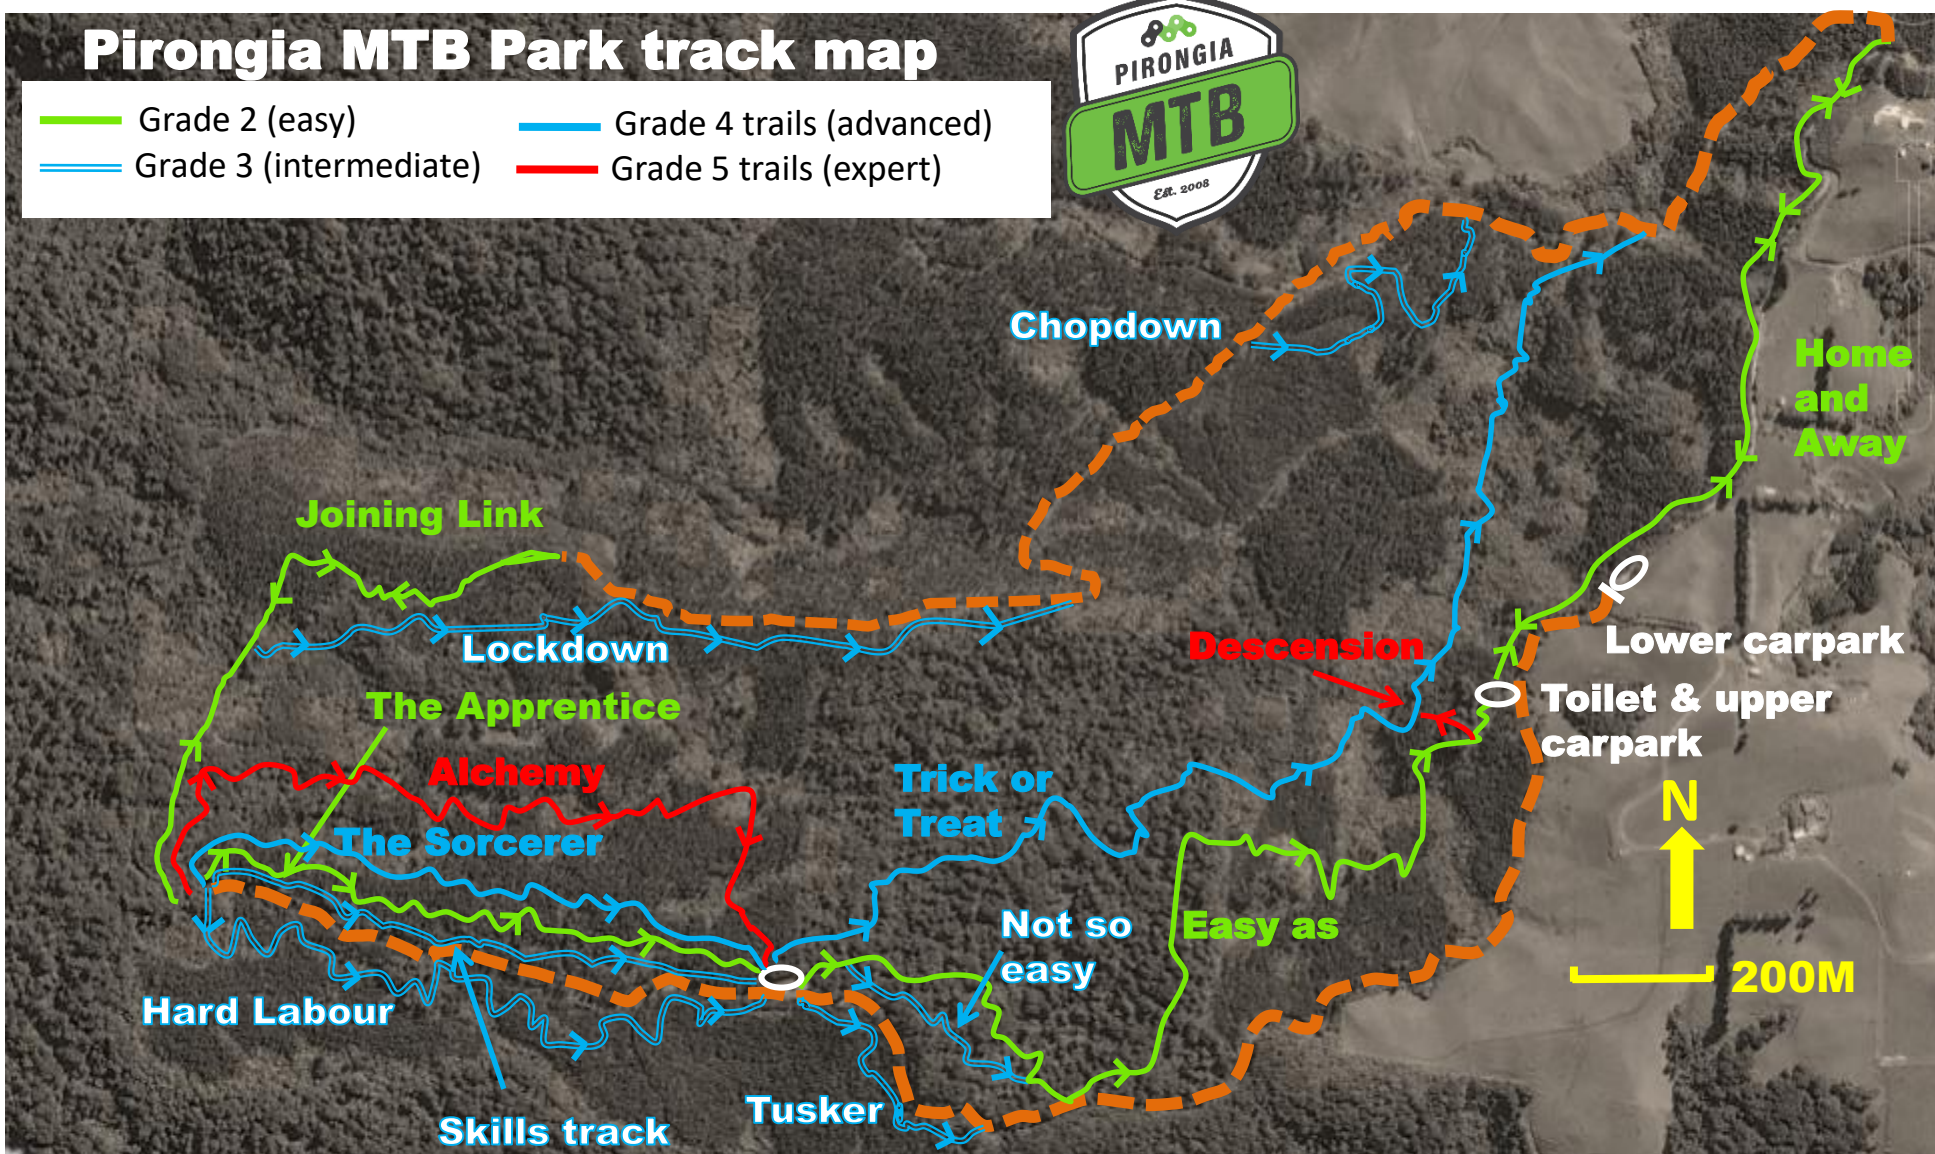 Pirongia MTB Park track map
Grade 2 (easy)
Grade 3 (intermediate)
Grade 4 trails (advanced)
Grade 5 trails (expert)
PIRONGIA
MTB
Est. 2008
Chopdown
Home
and
Away
Joining Link
Lockdown
Descension
Lower carpark
Toilet & upper
carpark
The Apprentice
Alchemy
The Sorcerer
Trick or
Treat
N
200M
Not so
easy
Easy as
Hard Labour
Tusker
Skills track